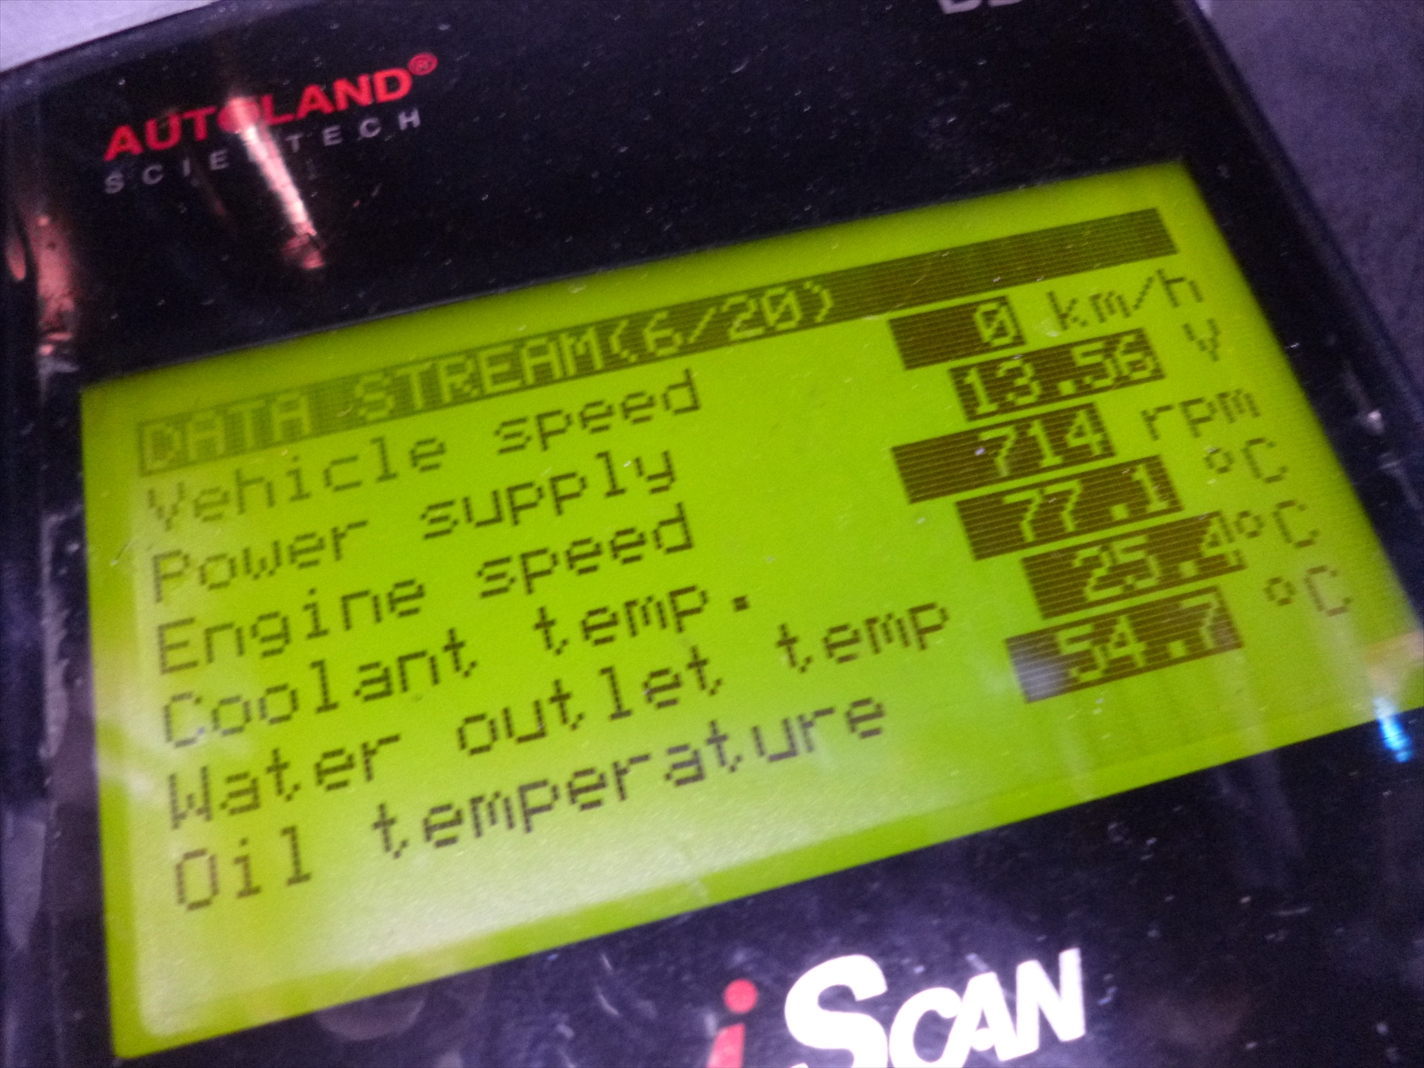 AUTOLAND®
SCIENTECH
DATA STREAM(6/20)
Vehicle speed 0 km/h
Power supply 13.56 V
Engine speed 714 rpm
Coolant temp. 77.1 °C
Water outlet temp 25.4°C
Oil temperature 54.7 °C
iSCAN